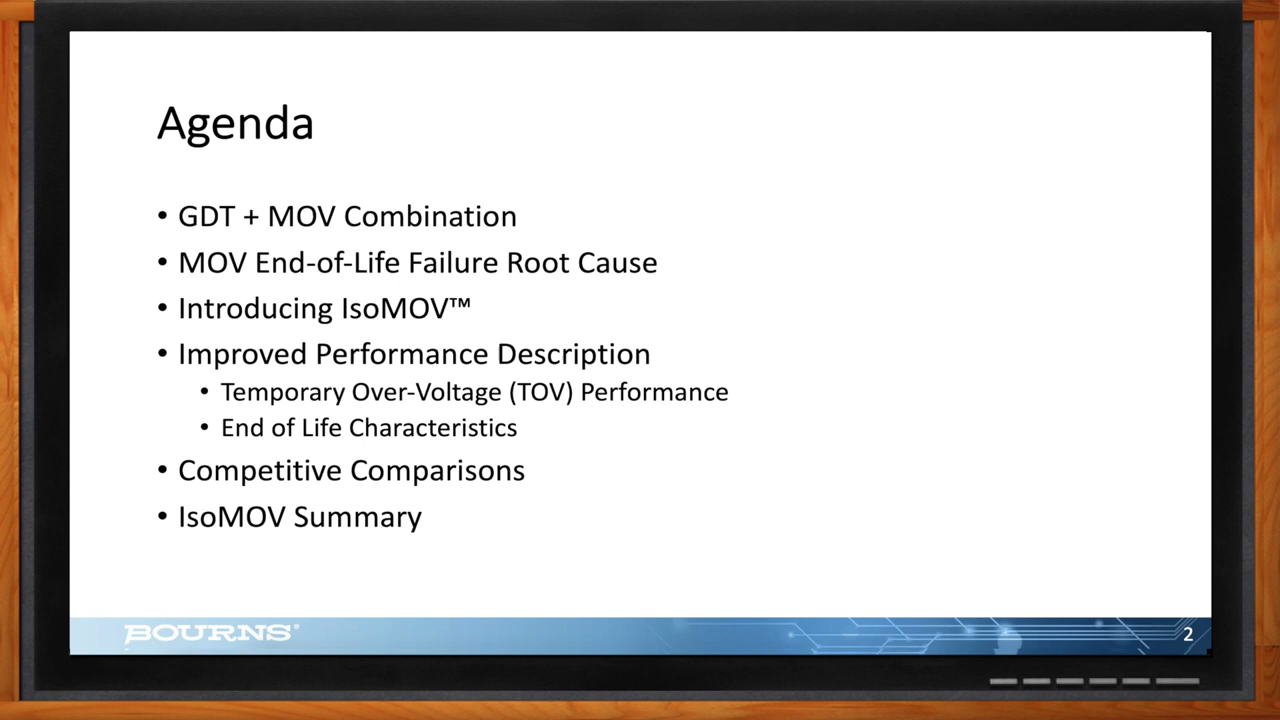 Agenda
• GDT + MOV Combination
• MOV End-of-Life Failure Root Cause
• Introducing IsoMOV™
• Improved Performance Description
• Temporary Over-Voltage (TOV) Performance
• End of Life Characteristics
• Competitive Comparisons
• IsoMOV Summary
BOURNS®
2